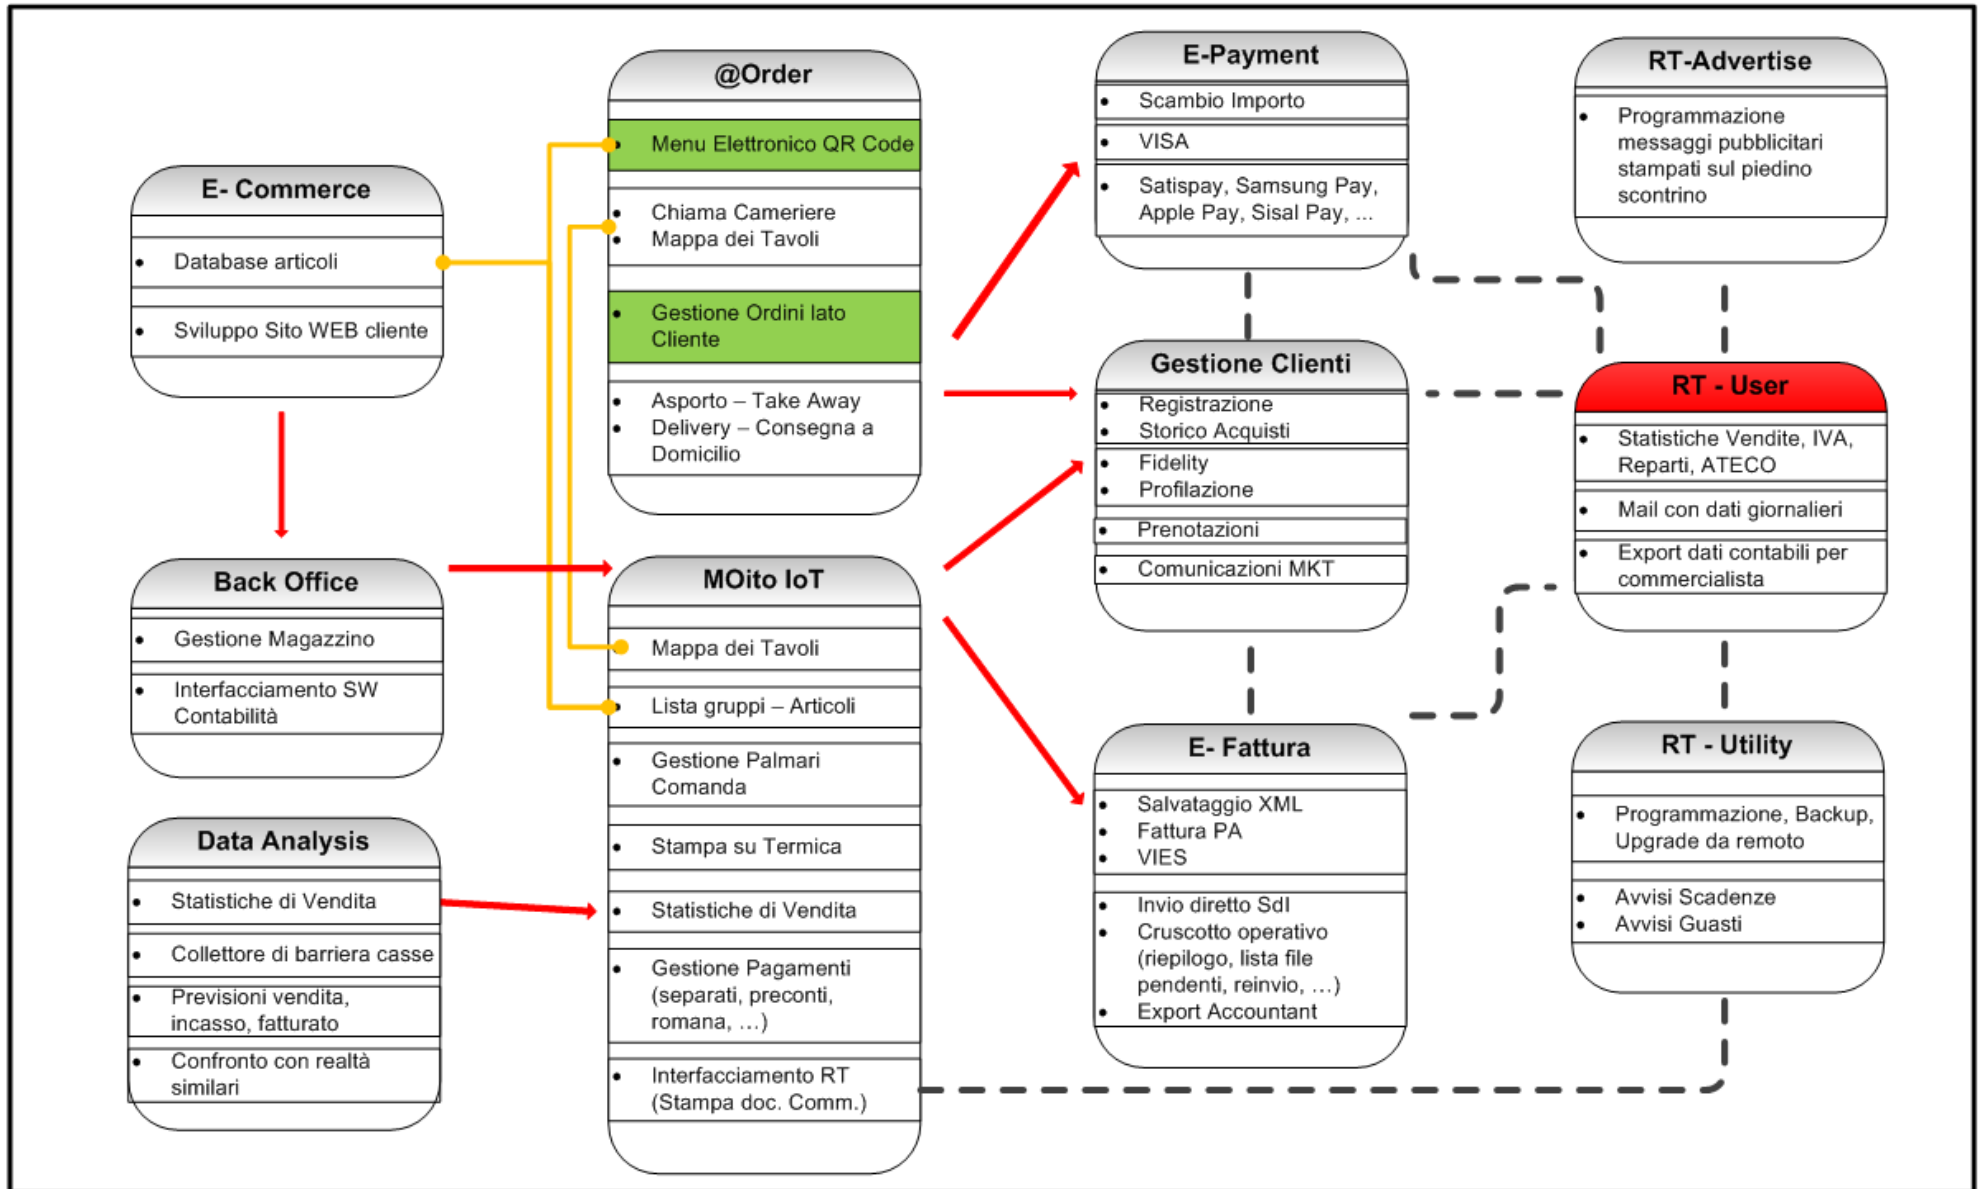 E- Commerce
Database articoli
Sviluppo Sito WEB cliente
Back Office
Gestione Magazzino
Interfacciamento SW
Contabilità
Data Analysis
Statistiche di Vendita
Collettore di barriera casse
Previsioni vendita,
incasso, fatturato
Confronto con realtà
similari
@Order
Menu Elettronico QR Code
Chiama Cameriere
Mappa dei Tavoli
Gestione Ordini lato
Cliente
Asporto – Take Away
Delivery – Consegna a
Domicilio
MOito IoT
Mappa dei Tavoli
Lista gruppi – Articoli
Gestione Palmari
Comanda
Stampa su Termica
Statistiche di Vendita
Gestione Pagamenti
(separati, preconti,
romana, …)
Interfacciamento RT
(Stampa doc. Comm.)
E-Payment
Scambio Importo
VISA
Satispay, Samsung Pay,
Apple Pay, Sisal Pay, ...
Gestione Clienti
Registrazione
Storico Acquisti
Fidelity
Profilazione
Prenotazioni
Comunicazioni MKT
E- Fattura
Salvataggio XML
Fattura PA
VIES
Invio diretto SdI
Cruscotto operativo
(riepilogo, lista file
pendenti, reinvio, …)
Export Accountant
RT-Advertise
Programmazione
messaggi pubblicitari
stampati sul piedino
scontrino
RT - User
Statistiche Vendite, IVA,
Reparti, ATECO
Mail con dati giornalieri
Export dati contabili per
commercialista
RT - Utility
Programmazione, Backup,
Upgrade da remoto
Avvisi Scadenze
Avvisi Guasti